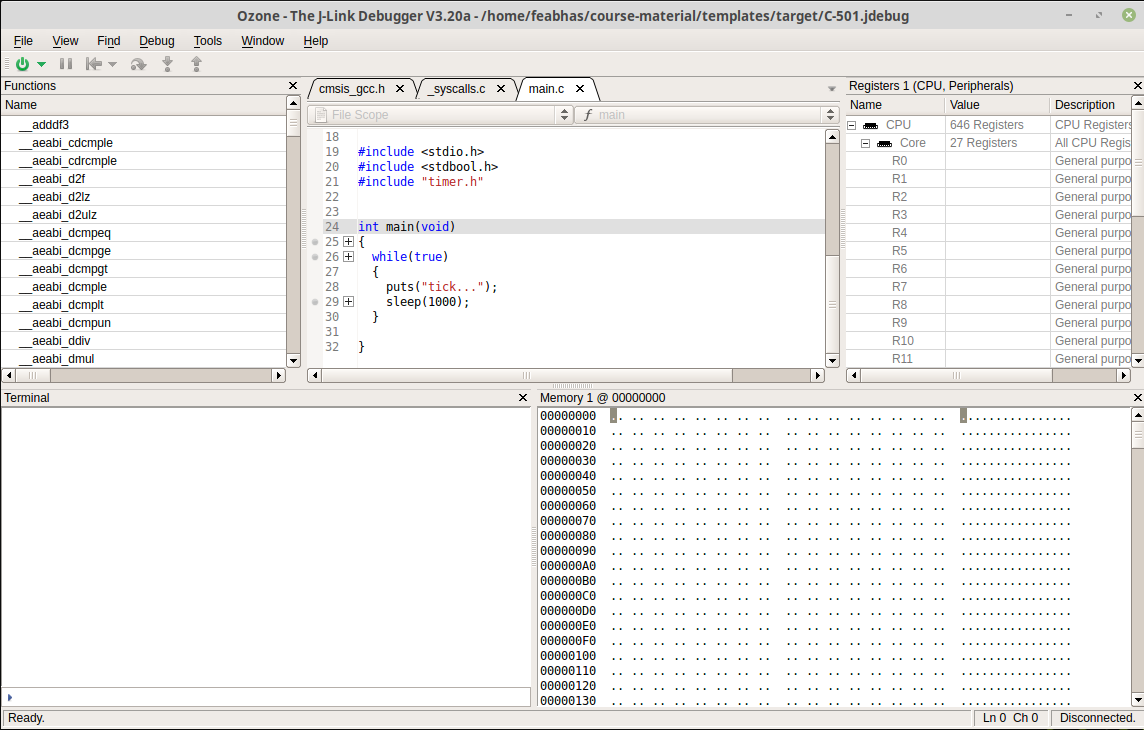 Ozone - The J-Link Debugger V3.20a - /home/feabhas/course-material/templates/target/C-501.jdebug
File View Find Debug Tools Window Help
Functions
Name
__adddf3
__aeabi_cdcmple
__aeabi_cdrcmple
__aeabi_d2f
__aeabi_d2lz
__aeabi_d2ulz
__aeabi_dcmpeq
__aeabi_dcmpge
__aeabi_dcmpgt
__aeabi_dcmple
__aeabi_dcmplt
__aeabi_dcmpun
__aeabi_ddiv
__aeabi_dmul
cmsis_gcc.h _syscalls.c main.c
File Scope f main
18
19 #include <stdio.h>
20 #include <stdbool.h>
21 #include "timer.h"
22
23
24 int main(void)
25 {
26 while(true)
27 {
28 puts("tick...");
29 sleep(1000);
30 }
31
32 }
Registers 1 (CPU, Peripherals)
Name Value Description
CPU 646 Registers CPU Registers
Core 27 Registers All CPU Regis
R0 General purpo
R1 General purpo
R2 General purpo
R3 General purpo
R4 General purpo
R5 General purpo
R6 General purpo
R7 General purpo
R8 General purpo
R9 General purpo
R10 General purpo
R11 General purpo
Terminal
Memory 1 @ 00000000
00000000 .. .. .. .. .. .. .. .. .. .. .. .. .. .. .. .. ................
00000010 .. .. .. .. .. .. .. .. .. .. .. .. .. .. .. .. ................
00000020 .. .. .. .. .. .. .. .. .. .. .. .. .. .. .. .. ................
00000030 .. .. .. .. .. .. .. .. .. .. .. .. .. .. .. .. ................
00000040 .. .. .. .. .. .. .. .. .. .. .. .. .. .. .. .. ................
00000050 .. .. .. .. .. .. .. .. .. .. .. .. .. .. .. .. ................
00000060 .. .. .. .. .. .. .. .. .. .. .. .. .. .. .. .. ................
00000070 .. .. .. .. .. .. .. .. .. .. .. .. .. .. .. .. ................
00000080 .. .. .. .. .. .. .. .. .. .. .. .. .. .. .. .. ................
00000090 .. .. .. .. .. .. .. .. .. .. .. .. .. .. .. .. ................
000000A0 .. .. .. .. .. .. .. .. .. .. .. .. .. .. .. .. ................
000000B0 .. .. .. .. .. .. .. .. .. .. .. .. .. .. .. .. ................
000000C0 .. .. .. .. .. .. .. .. .. .. .. .. .. .. .. .. ................
000000D0 .. .. .. .. .. .. .. .. .. .. .. .. .. .. .. .. ................
000000E0 .. .. .. .. .. .. .. .. .. .. .. .. .. .. .. .. ................
000000F0 .. .. .. .. .. .. .. .. .. .. .. .. .. .. .. .. ................
00000100 .. .. .. .. .. .. .. .. .. .. .. .. .. .. .. .. ................
00000110 .. .. .. .. .. .. .. .. .. .. .. .. .. .. .. .. ................
00000120 .. .. .. .. .. .. .. .. .. .. .. .. .. .. .. .. ................
00000130 .. .. .. .. .. .. .. .. .. .. .. .. .. .. .. .. ................
Ready. Ln 0 Ch 0 Disconnected.